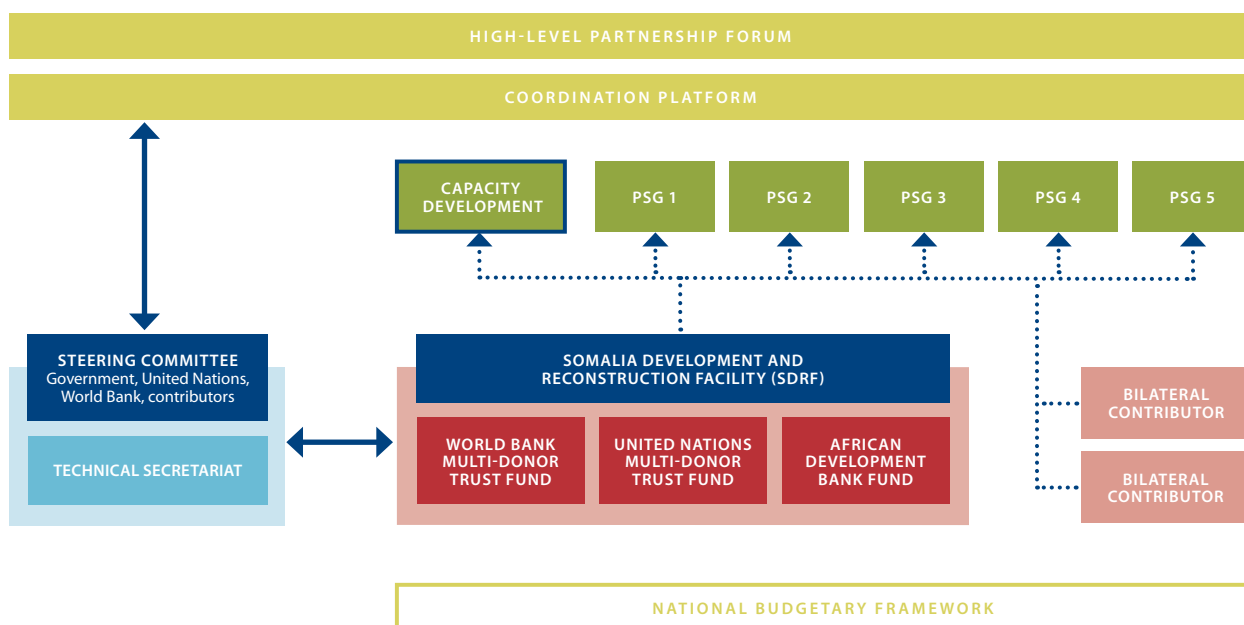 HIGH-LEVEL PARTNERSHIP FORUM
COORDINATION PLATFORM
CAPACITY
DEVELOPMENT
PSG 1
PSG 2
PSG 3
PSG 4
PSG 5
STEERING COMMITTEE
Government, United Nations,
World Bank, contributors
TECHNICAL SECRETARIAT
SOMALIA DEVELOPMENT AND
RECONSTRUCTION FACILITY (SDRF)
WORLD BANK
MULTI-DONOR
TRUST FUND
UNITED NATIONS
MULTI-DONOR
TRUST FUND
AFRICAN
DEVELOPMENT
BANK FUND
BILATERAL
CONTRIBUTOR
BILATERAL
CONTRIBUTOR
NATIONAL BUDGETARY FRAMEWORK